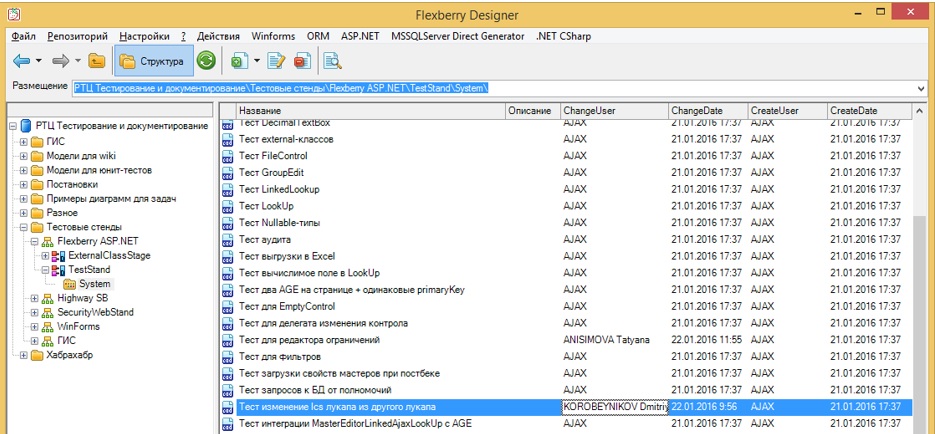 Flexberry Designer
Файл Репозиторий Настройки ? Действия Winforms ORM ASP.NET MSSQLServer Direct Generator .NET CSharp
Структура
Размещение РТЦ Тестирование и документирование\Тестовые стенды\Flexberry ASP.NET\TestStand\System\
РТЦ Тестирование и документирование
ГИС
Модели для wiki
Модели для юнит-тестов
Постановки
Примеры диаграмм для задач
Разное
Тестовые стенды
Flexberry ASP.NET
ExternalClassStage
TestStand
System
Highway SB
SecurityWebStand
WinForms
ГИС
Хабрахабр
Название Описание ChangeUser ChangeDate CreateUser CreateDate
Тест DecimalTextBox AJAX 21.01.2016 17:37 AJAX 21.01.2016 17:37
Тест external-классов AJAX 21.01.2016 17:37 AJAX 21.01.2016 17:37
Тест FileControl AJAX 21.01.2016 17:37 AJAX 21.01.2016 17:37
Тест GroupEdit AJAX 21.01.2016 17:37 AJAX 21.01.2016 17:37
Тест LinkedLookup AJAX 21.01.2016 17:37 AJAX 21.01.2016 17:37
Тест LookUp AJAX 21.01.2016 17:37 AJAX 21.01.2016 17:37
Тест Nullable-типы AJAX 21.01.2016 17:37 AJAX 21.01.2016 17:37
Тест аудита AJAX 21.01.2016 17:37 AJAX 21.01.2016 17:37
Тест выгрузки в Excel AJAX 21.01.2016 17:37 AJAX 21.01.2016 17:37
Тест вычислимое поле в LookUp AJAX 21.01.2016 17:37 AJAX 21.01.2016 17:37
Тест два AGE на странице + одинаковые primaryKey AJAX 21.01.2016 17:37 AJAX 21.01.2016 17:37
Тест для EmptyControl AJAX 21.01.2016 17:37 AJAX 21.01.2016 17:37
Тест для делегата изменения контрола AJAX 21.01.2016 17:37 AJAX 21.01.2016 17:37
Тест для редактора ограничений ANISIMOVA Tatyana 22.01.2016 11:55 AJAX 21.01.2016 17:37
Тест для фильтров AJAX 21.01.2016 17:37 AJAX 21.01.2016 17:37
Тест загрузки свойств мастеров при постбеке AJAX 21.01.2016 17:37 AJAX 21.01.2016 17:37
Тест запросов к БД от полномочий AJAX 21.01.2016 17:37 AJAX 21.01.2016 17:37
Тест изменение lcs лукапа из другого лукапа KOROBEYNIKOV Dmitriy 22.01.2016 9:56 AJAX 21.01.2016 17:37
Тест интеграции MasterEditorLinkedAjaxLookUp с AGE AJAX 21.01.2016 17:37 AJAX 21.01.2016 17:37